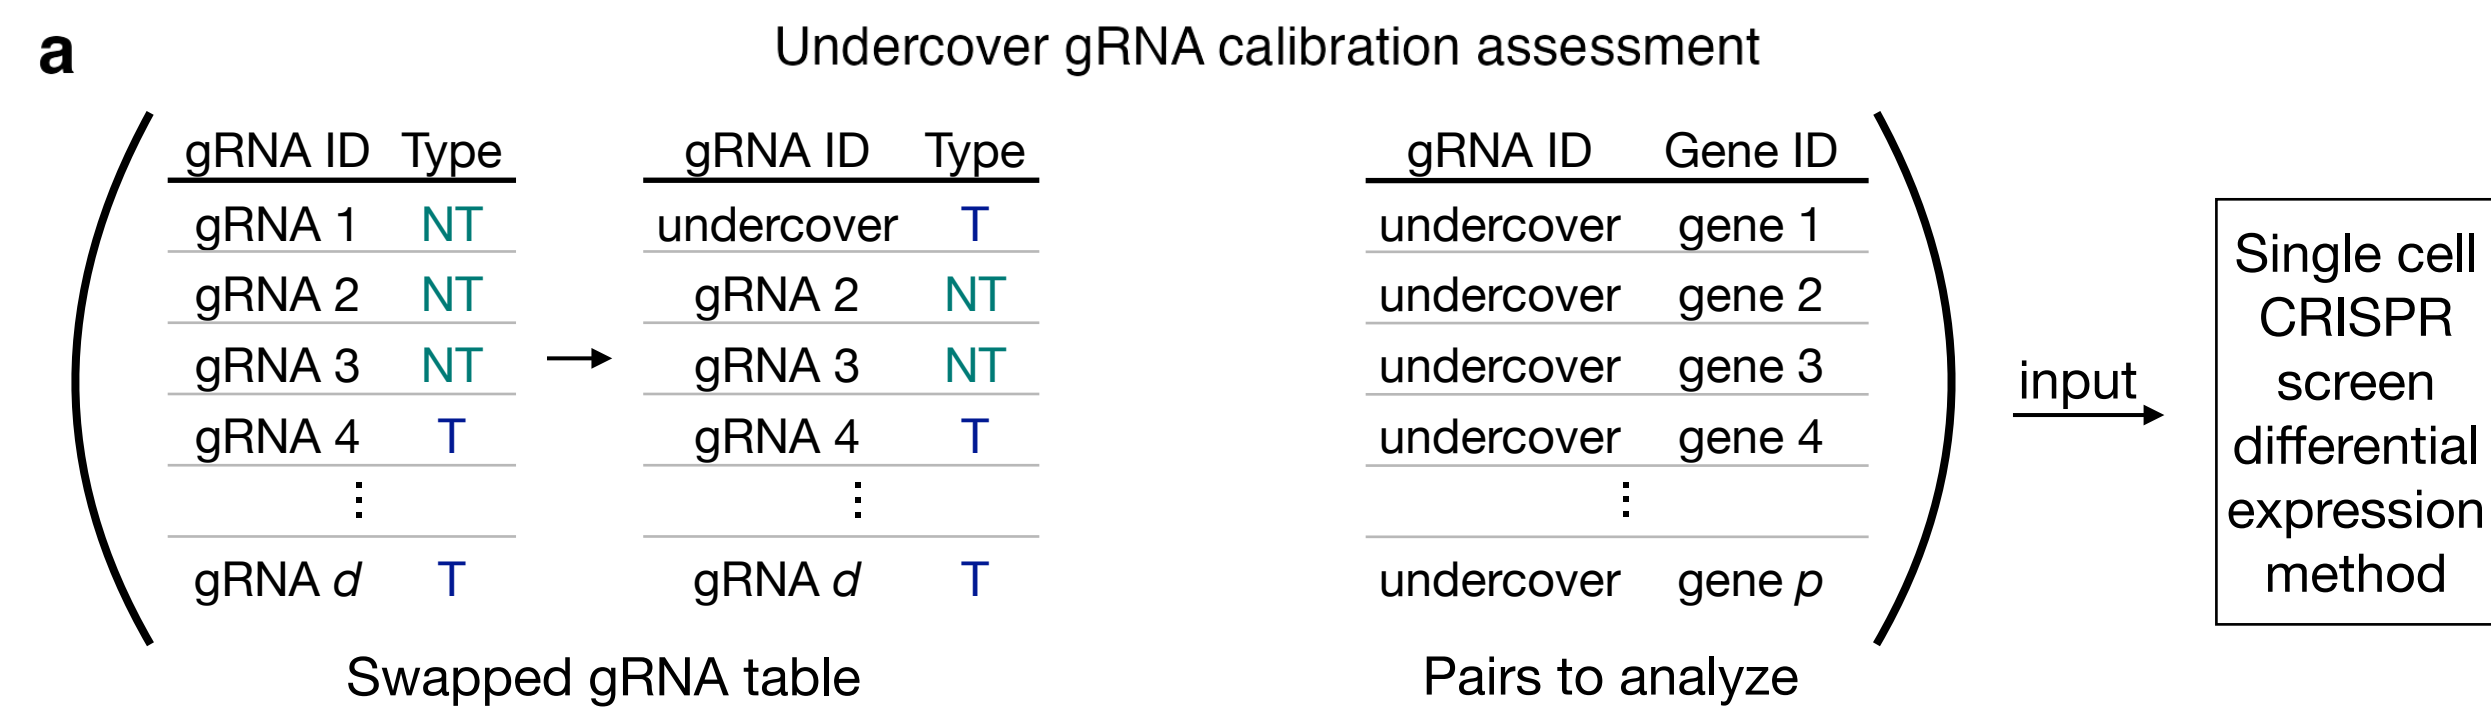 a
Undercover gRNA calibration assessment
gRNA ID Type
gRNA 1 NT
gRNA 2 NT
gRNA 3 NT
gRNA 4 T
⋮
gRNA d T
gRNA ID Type
undercover T
gRNA 2 NT
gRNA 3 NT
gRNA 4 T
⋮
gRNA d T
Swapped gRNA table
gRNA ID Gene ID
undercover gene 1
undercover gene 2
undercover gene 3
undercover gene 4
⋮
undercover gene p
Pairs to analyze
input
Single cell
CRISPR
screen
differential
expression
method